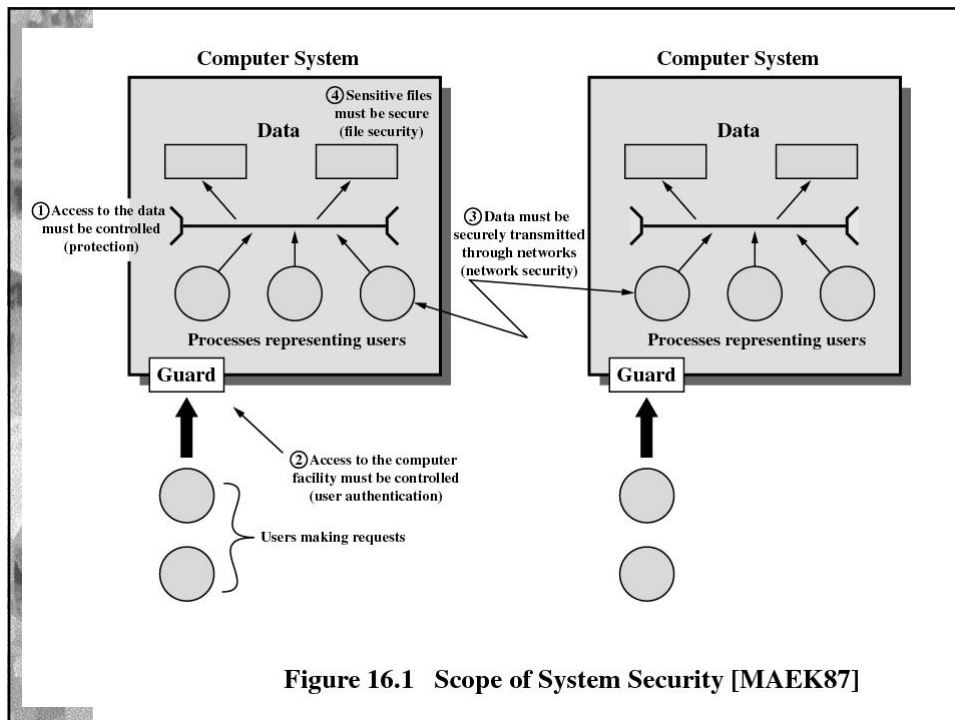 Computer System
④ Sensitive files
must be secure
(file security)
Data
① Access to the data
must be controlled
(protection)
Processes representing users
Guard
② Access to the computer
facility must be controlled
(user authentication)
Users making requests
③ Data must be
securely transmitted
through networks
(network security)
Computer System
Data
Processes representing users
Guard
Figure 16.1 Scope of System Security [MAEK87]